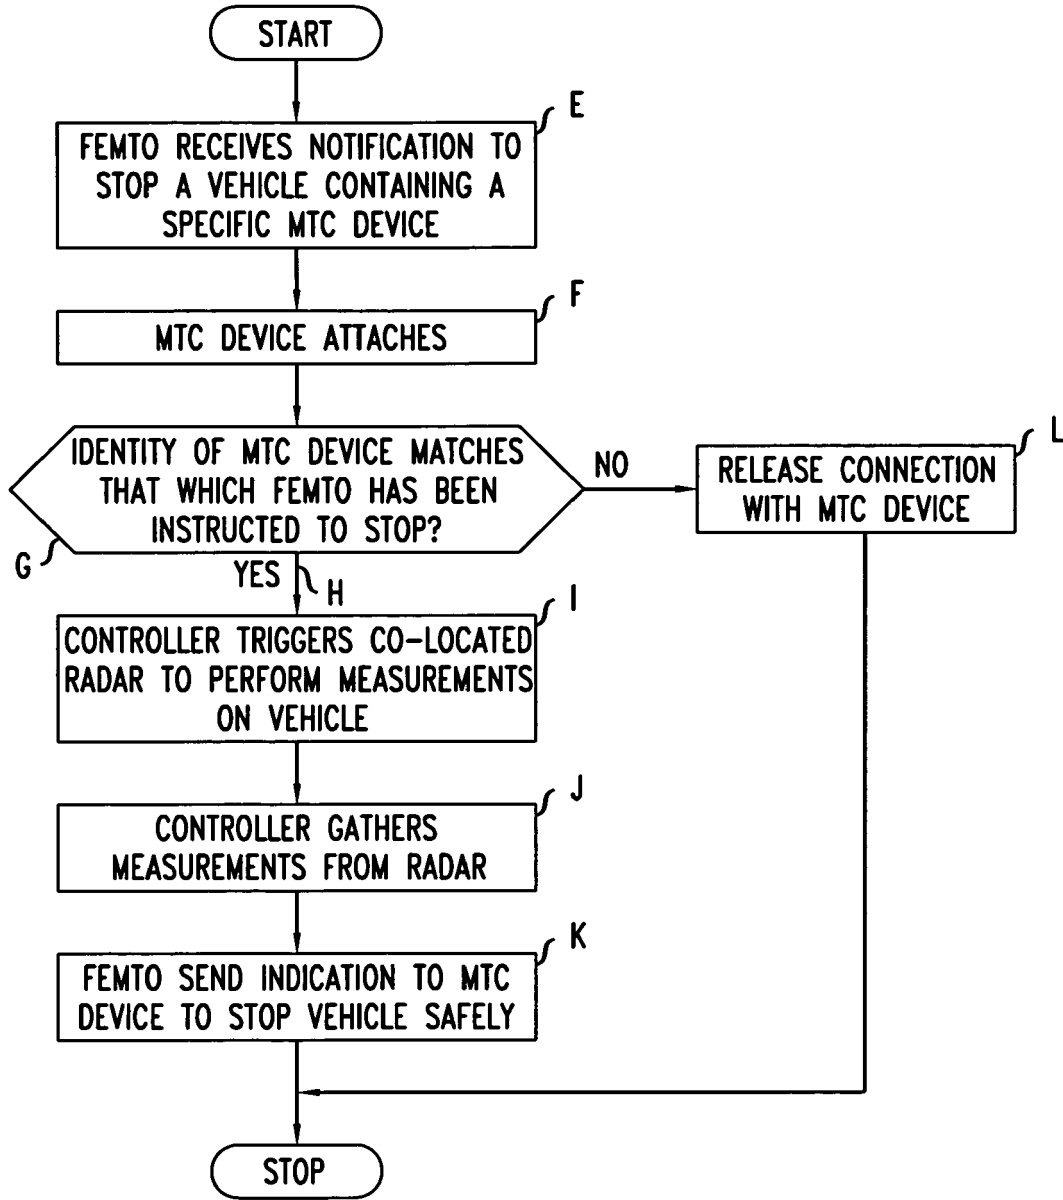 START
E
FEMTO RECEIVES NOTIFICATION TO
STOP A VEHICLE CONTAINING A
SPECIFIC MTC DEVICE
F
MTC DEVICE ATTACHES
IDENTITY OF MTC DEVICE MATCHES
THAT WHICH FEMTO HAS BEEN
INSTRUCTED TO STOP?
G
NO
L
RELEASE CONNECTION
WITH MTC DEVICE
YES
H
I
CONTROLLER TRIGGERS CO-LOCATED
RADAR TO PERFORM MEASUREMENTS
ON VEHICLE
J
CONTROLLER GATHERS
MEASUREMENTS FROM RADAR
K
FEMTO SEND INDICATION TO MTC
DEVICE TO STOP VEHICLE SAFELY
STOP